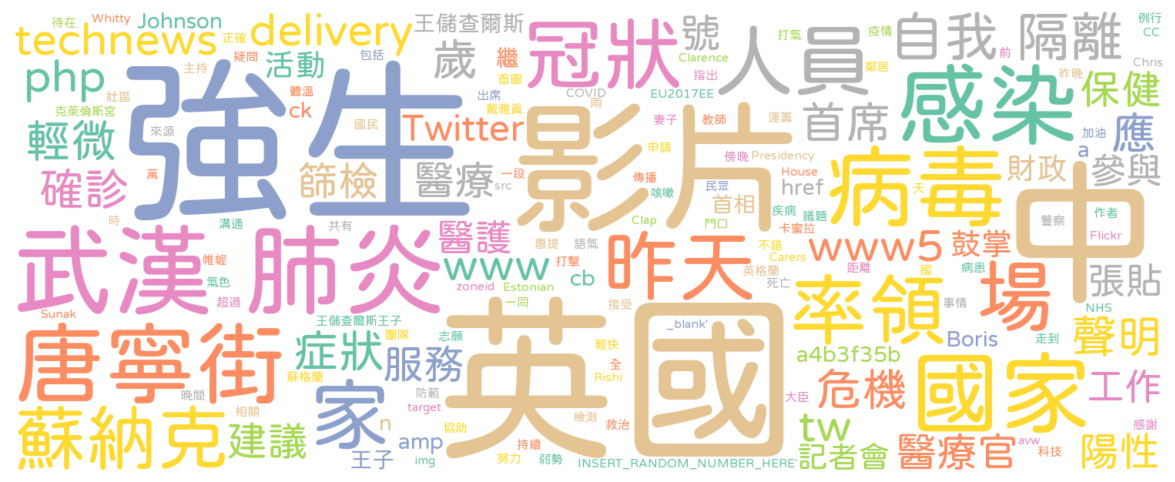 待在 Whitty Johnson 王儲查爾斯 打氣 疫情 例行
technews 正確 delivery 歲 繼 冠狀 號 人員 自我 隔離 CC
主持 疑問 包括 活動 首團 Clarence 指出 鄰居 前 昨晚 Chris
php 社區 膽溫 出席 戴雅貞 COVID 兩 EU2017EE 感染 保健
克萊倫斯宮 ck 強生 影片 妻子 教師 運籌 首席 加油 應
輕微 來源 國民 Twitter 申請 傍晚 Presidency a
萬 篩檢 醫療 一段 src 傳播 House 病毒 財政 參與
確診 咳嗽 民眾 首相 href 天 中
時 溝通 共有 Clap 門口 疾病 議題 警察 作者
武漢 肺炎 醫護 惠提 語氣 卡蜜拉 Flickr
帷幄 www 打擊 昨天 不錯 www5 鼓掌
氣色 超過 zoneid Estonian cb 英格蘭 Carers 距離 國 病患 張貼
Sunak 一同 接受 死亡 率領 事情 場 NHS
唐寧街 王儲查爾斯王子 團隊 志願 英國 _blank' 走到 聲明
症狀 服務 輕快 全 Boris
蘇格蘭 Rishi a4b3f35b 國家
晚間 家 防範 大臣 危機 工作
蘇納克 相關 target 檢測 救治 tw 感謝
建議 n amp 協助 持續 記者會 醫療官 avw 陽性
王子 img 努力 弱勢 INSERT_RANDOM_NUMBER_HERE' 科技